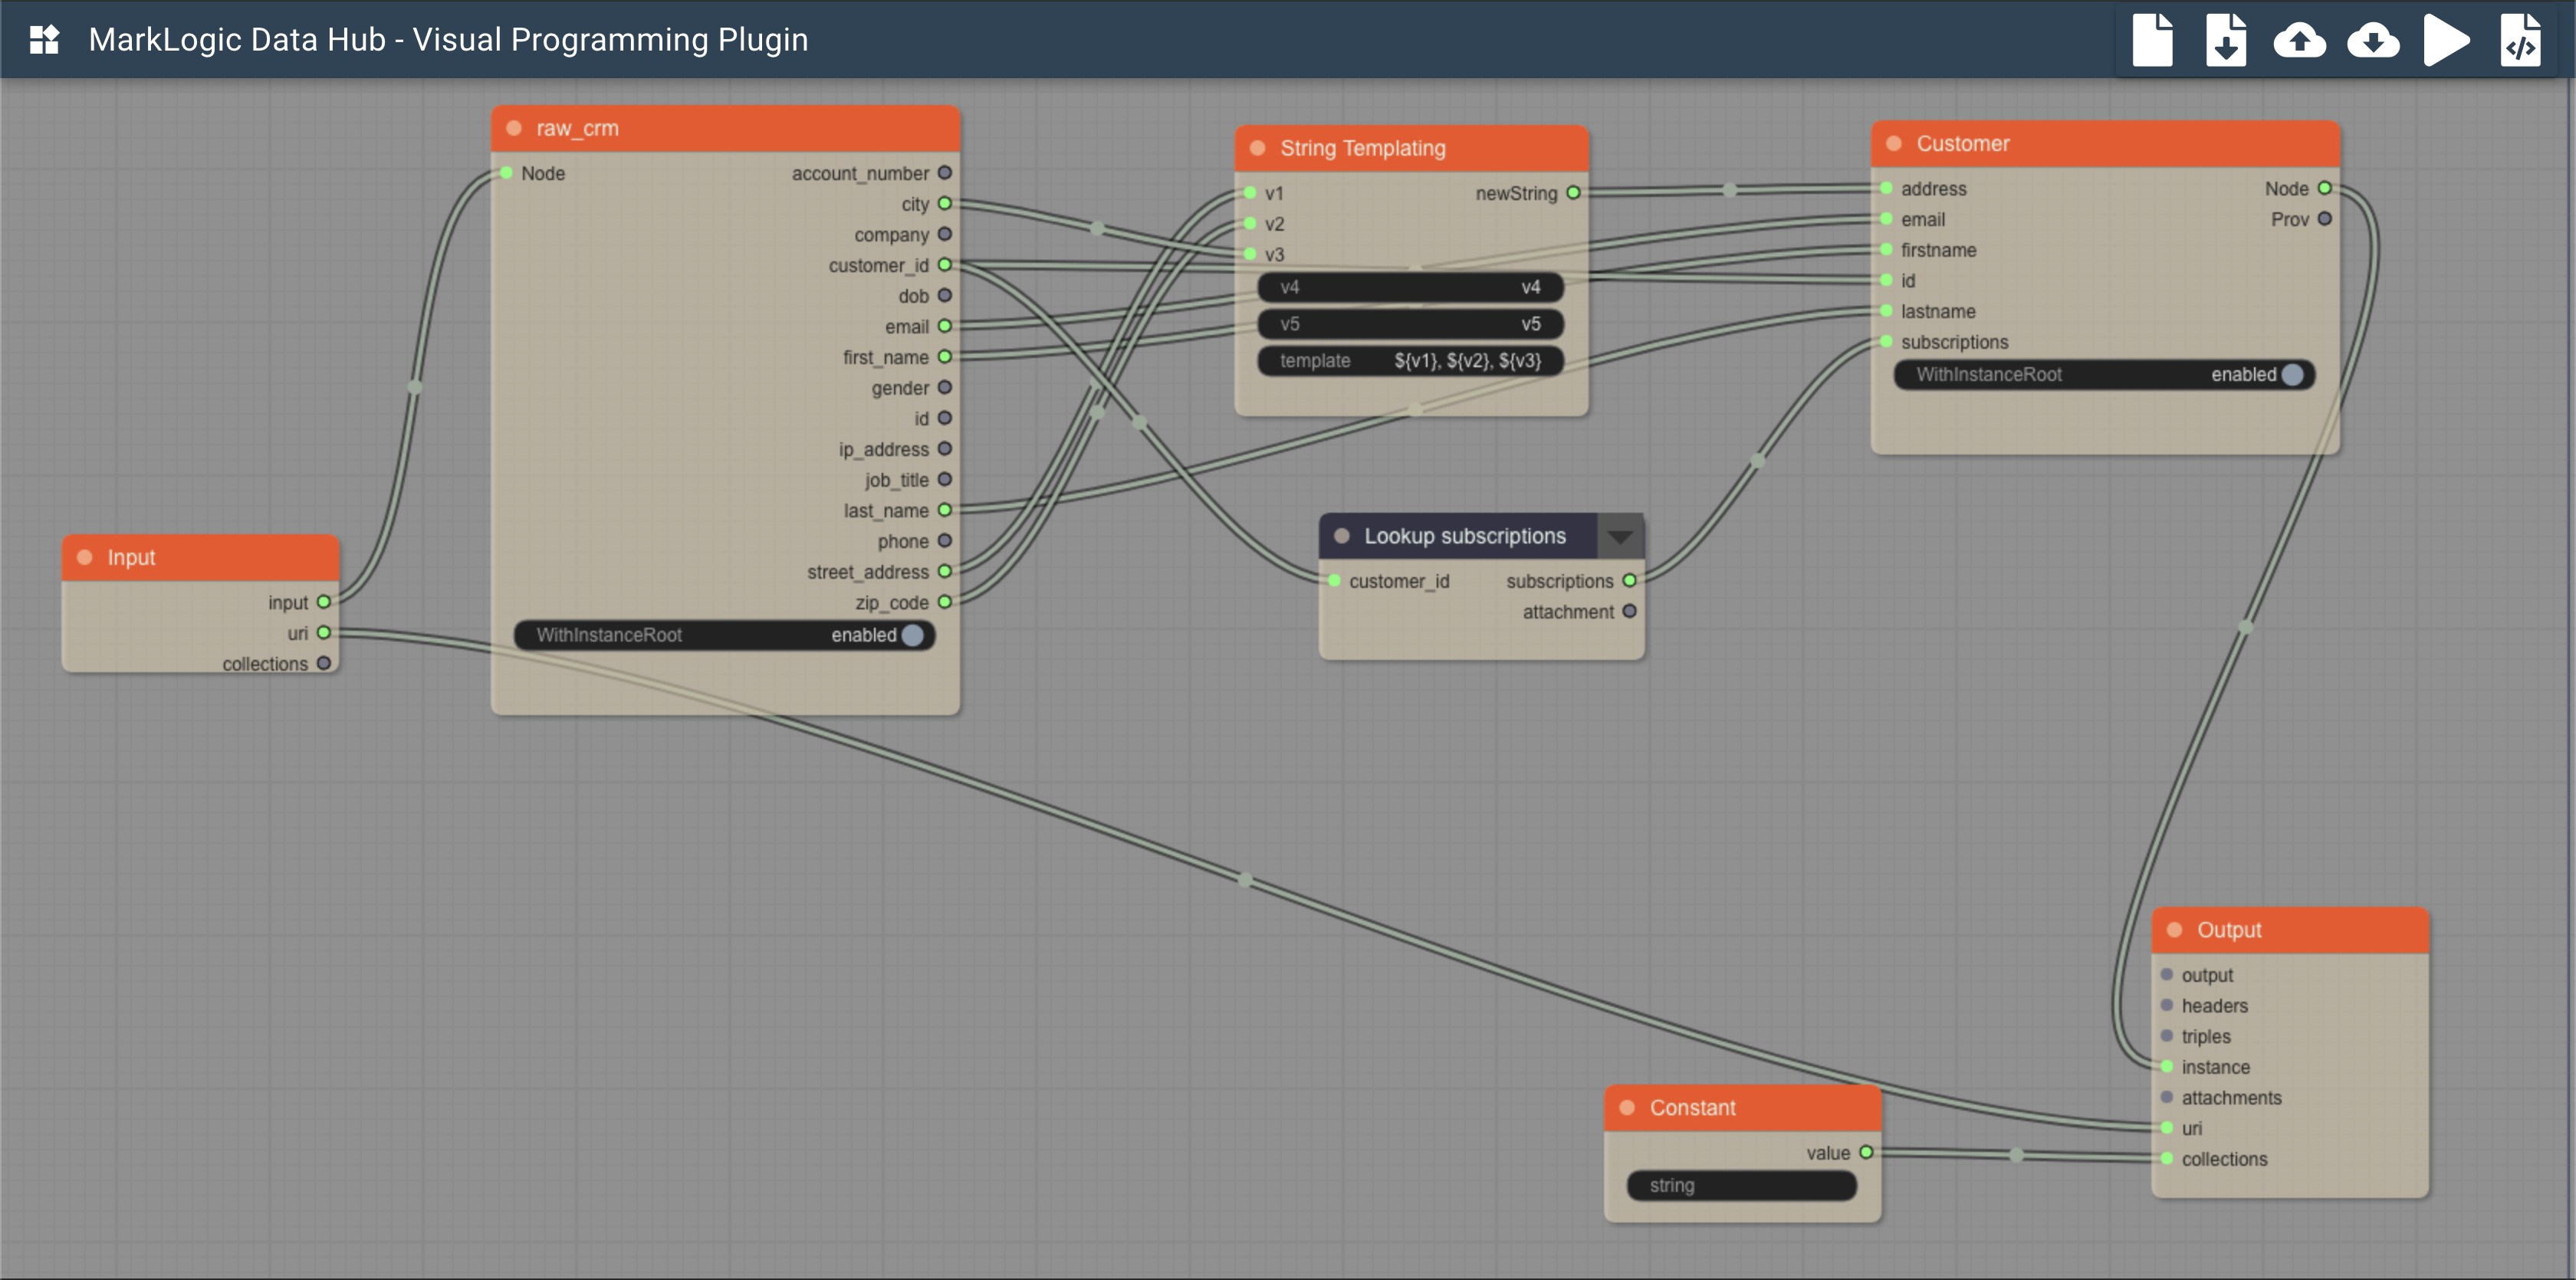 MarkLogic Data Hub - Visual Programming Plugin
raw_crm
Node
account_number
city
company
customer_id
dob
email
first_name
gender
id
ip_address
job_title
last_name
phone
street_address
zip_code
WithInstanceRoot enabled
String Templating
v1 newString
v2
v3
v4 v4
v5 v5
template ${v1}, ${v2}, ${v3}
Customer
address Node
email Prov
firstname
id
lastname
subscriptions
WithInstanceRoot enabled
Input
input
uri
collections
Lookup subscriptions
customer_id subscriptions
attachment
Output
output
headers
triples
instance
attachments
uri
collections
Constant
value
string